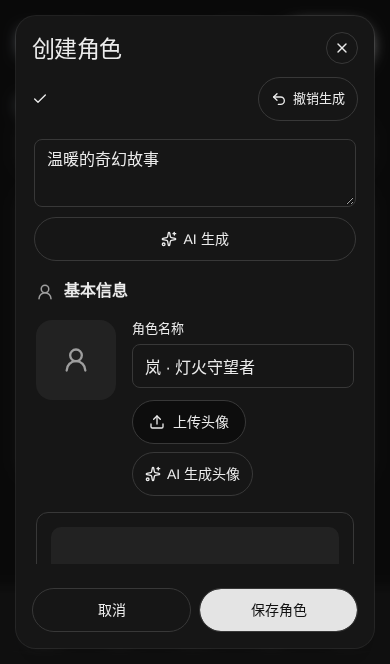 创建角色
撤销生成
温暖的奇幻故事
AI 生成
基本信息
角色名称
岚 · 灯火守望者
上传头像
AI 生成头像
取消
保存角色